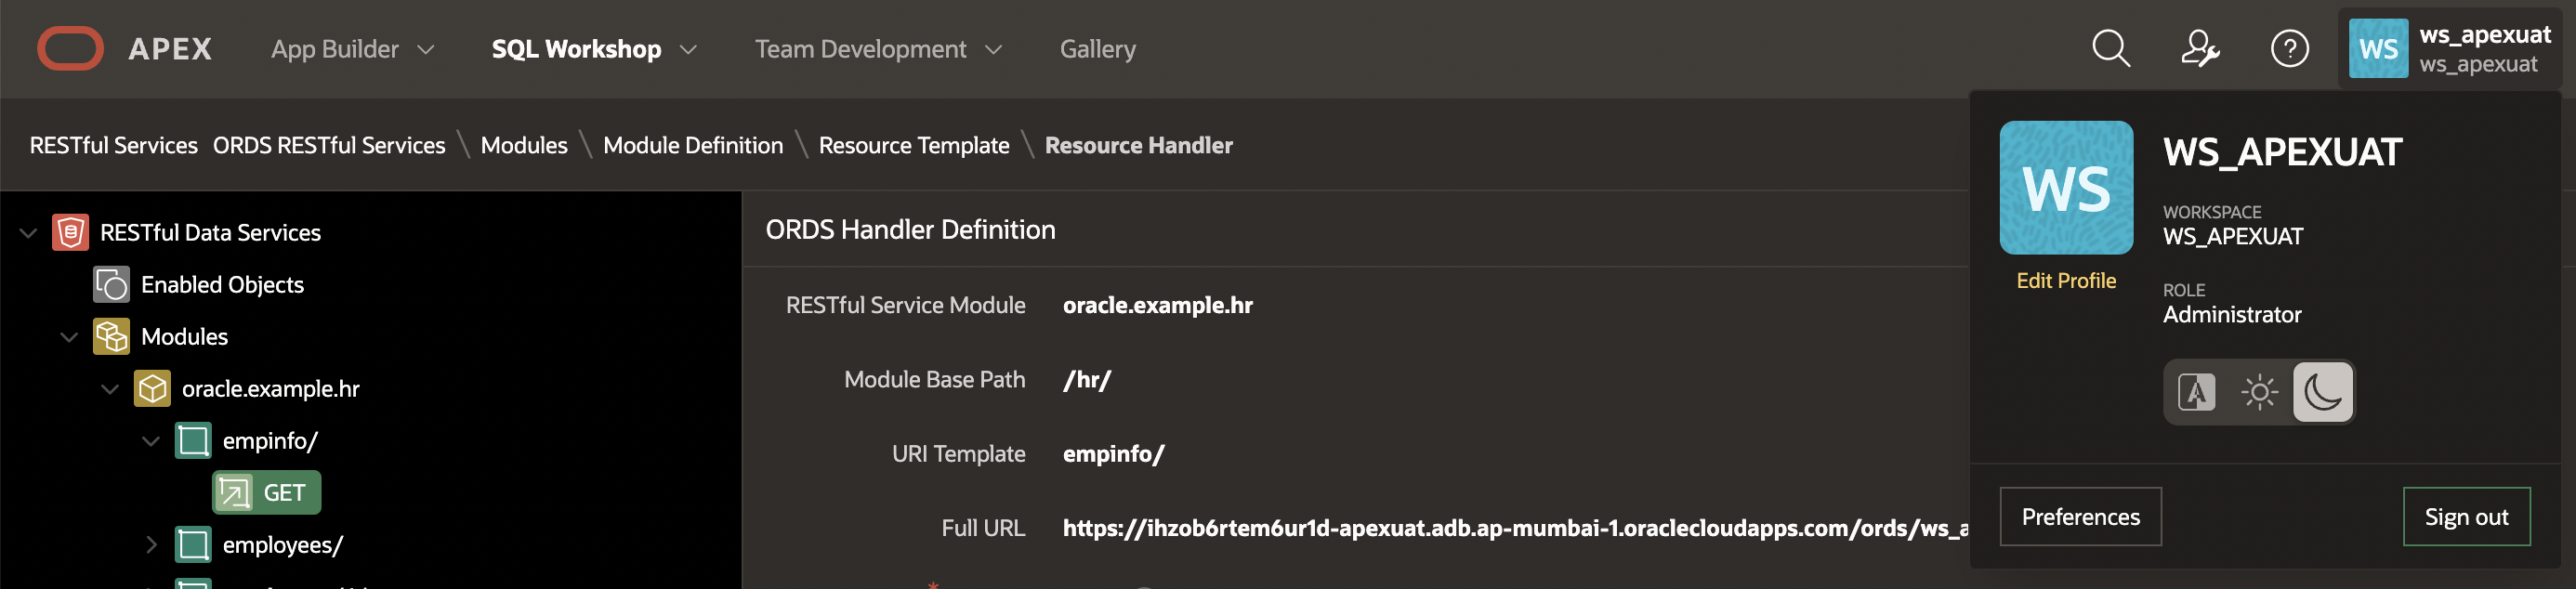 APEX App Builder SQL Workshop Team Development Gallery
WS ws_apexuat
ws_apexuat
RESTful Services ORDS RESTful Services \ Modules \ Module Definition \ Resource Template \ Resource Handler
RESTful Data Services
Enabled Objects
Modules
oracle.example.hr
empinfo/
GET
employees/
ORDS Handler Definition
RESTful Service Module oracle.example.hr
Module Base Path /hr/
URI Template empinfo/
Full URL https://ihzob6rtem6ur1d-apexuat.adb.ap-mumbai-1.oraclecloudapps.com/ords/ws_a
*
WS
Edit Profile
WS_APEXUAT
WORKSPACE
WS_APEXUAT
ROLE
Administrator
A
Preferences Sign out